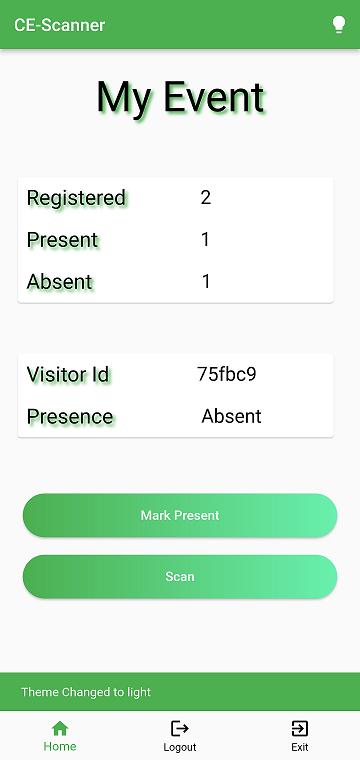 CE-Scanner
My Event
Registered 2
Present 1
Absent 1
Visitor Id 75fbc9
Presence Absent
Mark Present
Scan
Theme Changed to light
Home Logout Exit